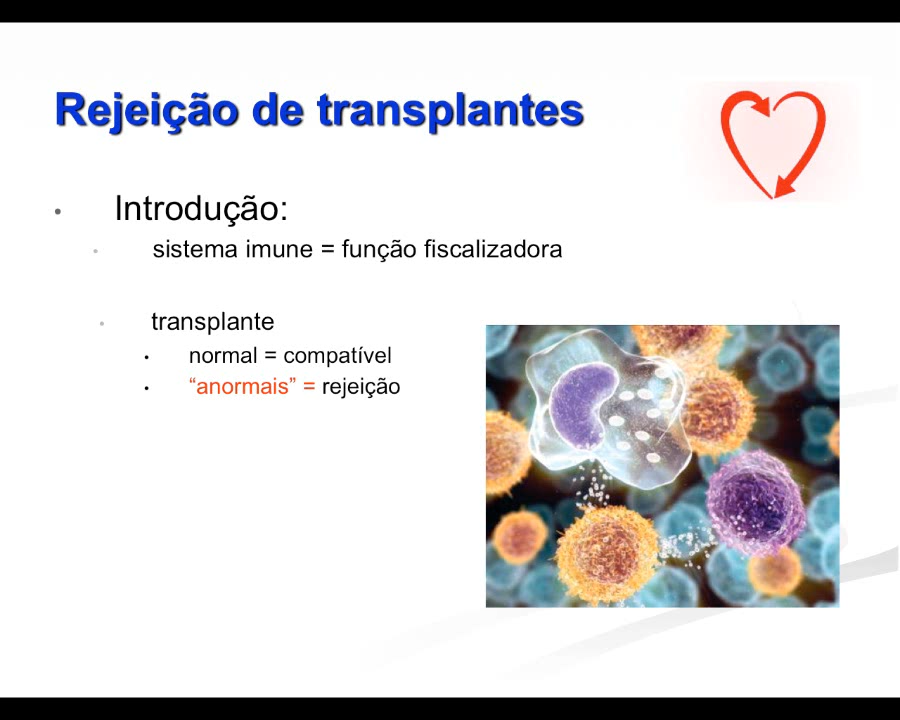 Rejeição de transplantes
• Introdução:
• sistema imune = função fiscalizadora
• transplante
• normal = compatível
• “anormais” = rejeição